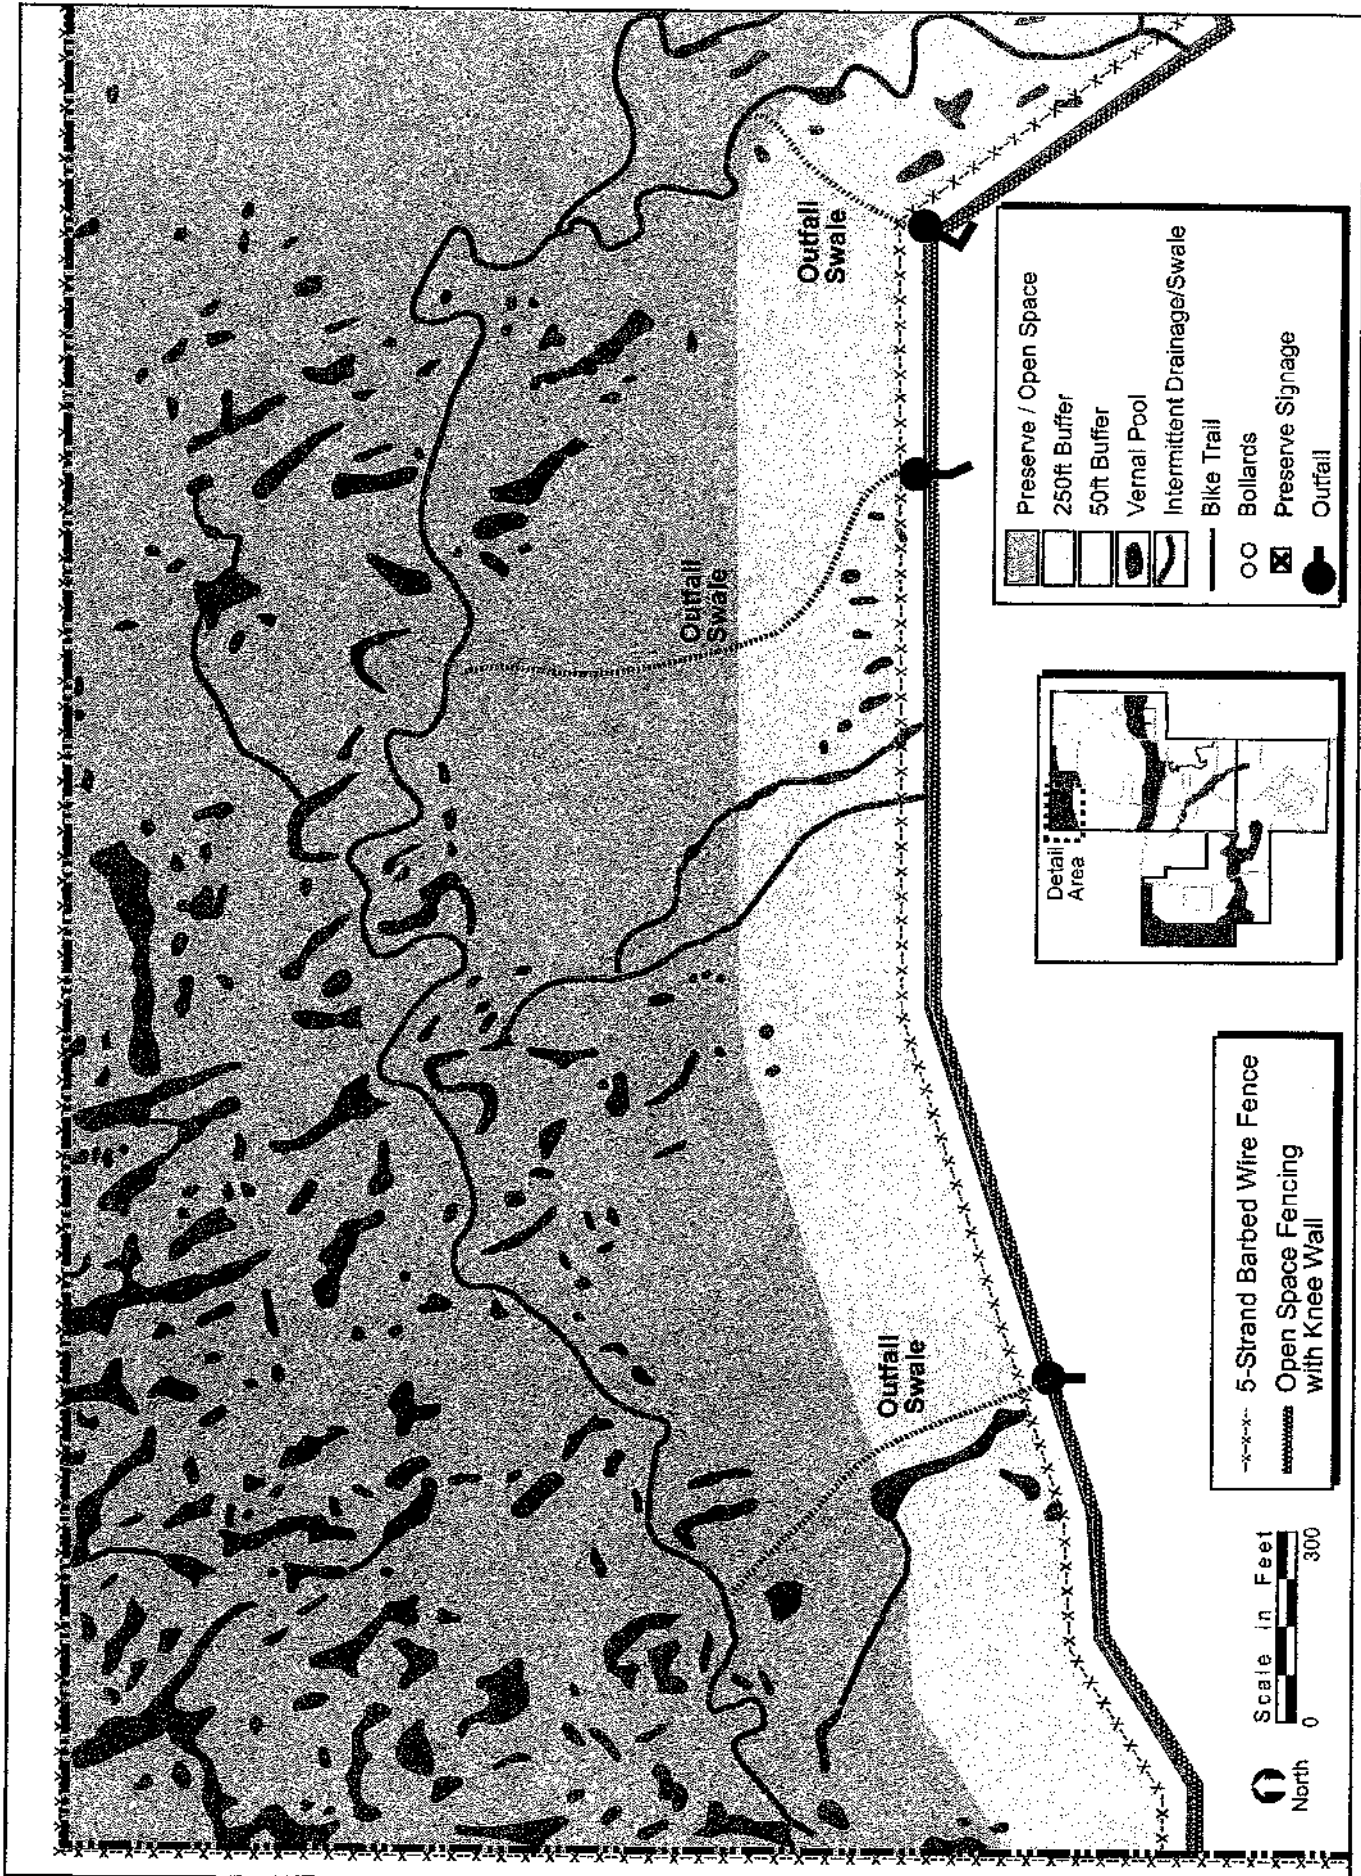 Outfall
Swale
Outfall
Swale
Outfall
Swale
North
Scale in Feet
0
300
--x--x-- 5-Strand Barbed Wire Fence
Open Space Fencing
with Knee Wall
Detail
Area
Preserve / Open Space
250ft Buffer
50ft Buffer
Vernal Pool
Intermittent Drainage/Swale
Bike Trail
Bollards
Preserve Signage
Outfall